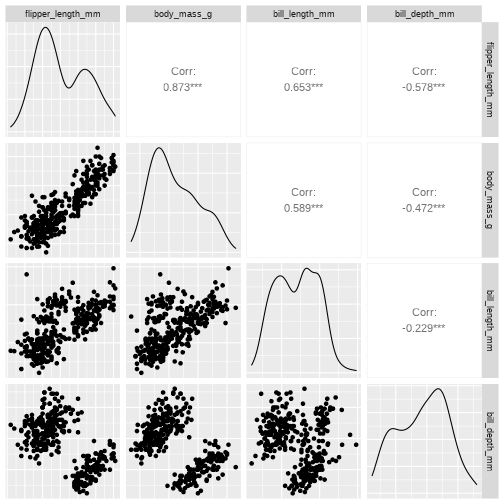 flipper_length_mm
body_mass_g
bill_length_mm
bill_depth_mm
Corr:
0.873***
Corr:
0.653***
Corr:
-0.578***
flipper_length_mm
Corr:
0.589***
Corr:
-0.472***
body_mass_g
Corr:
-0.229***
bill_length_mm
bill_depth_mm